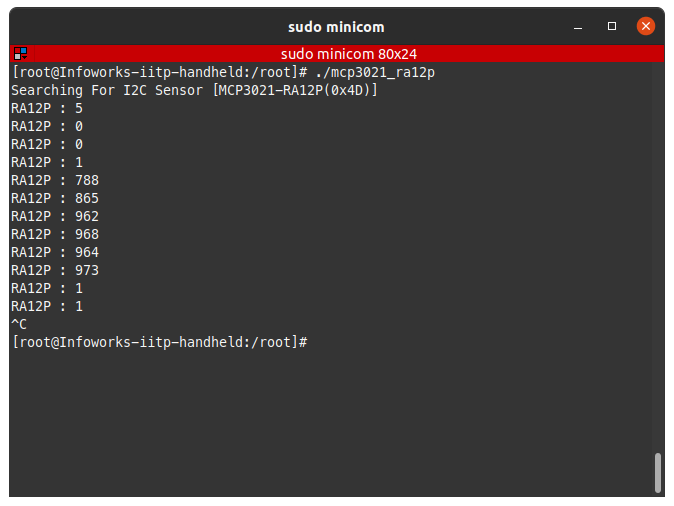 sudo minicom
sudo minicom 80x24
[root@Infoworks-iitp-handheld:/root]# ./mcp3021_ra12p
Searching For I2C Sensor [MCP3021-RA12P(0x4D)]
RA12P : 5
RA12P : 0
RA12P : 0
RA12P : 1
RA12P : 788
RA12P : 865
RA12P : 962
RA12P : 968
RA12P : 964
RA12P : 973
RA12P : 1
RA12P : 1
^C
[root@Infoworks-iitp-handheld:/root]#